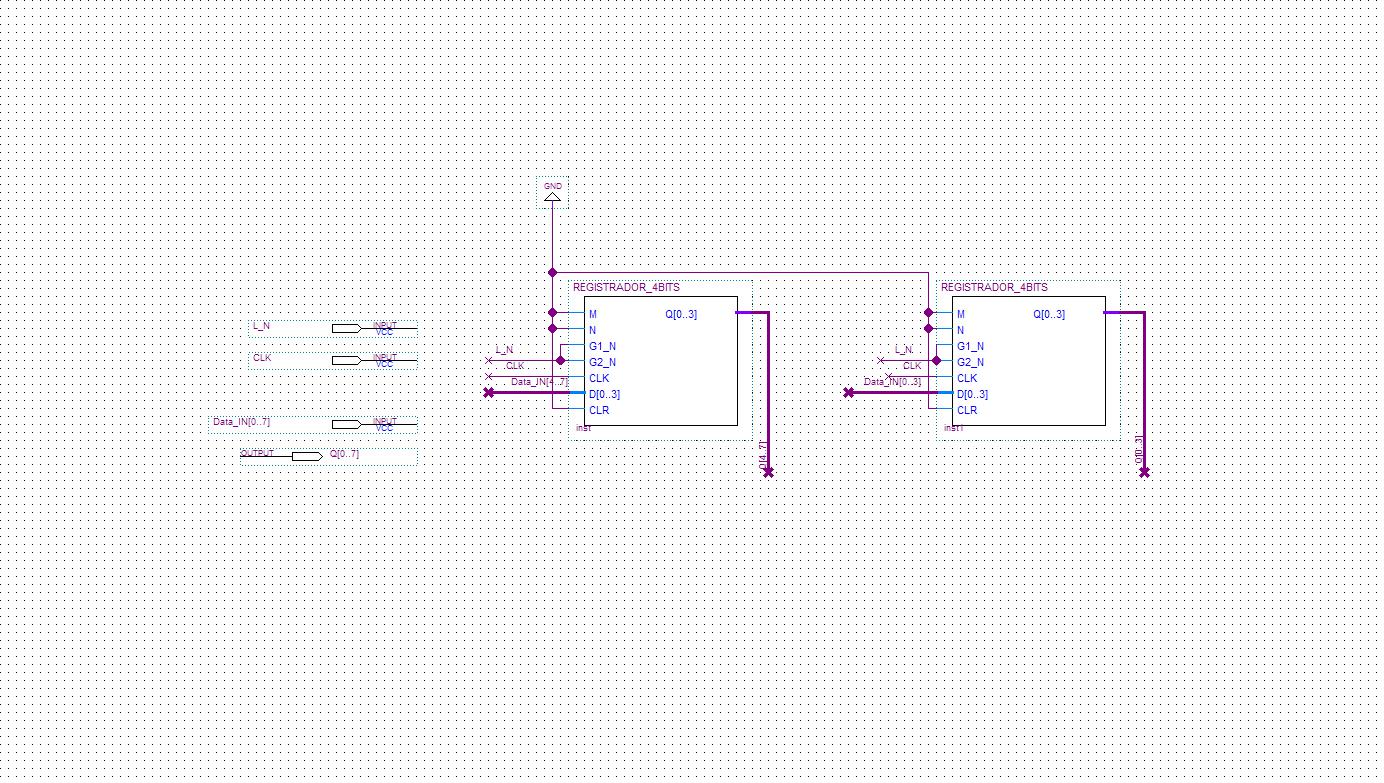 GND
REGISTRADOR_4BITS
M
N
G1_N
G2_N
CLK
D[0..3]
CLR
Q[0..3]
inst
L_N
CLK
Data_IN[4..7]
Q[4..7]
REGISTRADOR_4BITS
M
N
G1_N
G2_N
CLK
D[0..3]
CLR
Q[0..3]
inst1
L_N
CLK
Data_IN[0..3]
Q[0..3]
L_N
INPUT
VCC
CLK
INPUT
VCC
Data_IN[0..7]
INPUT
VCC
OUTPUT
Q[0..7]